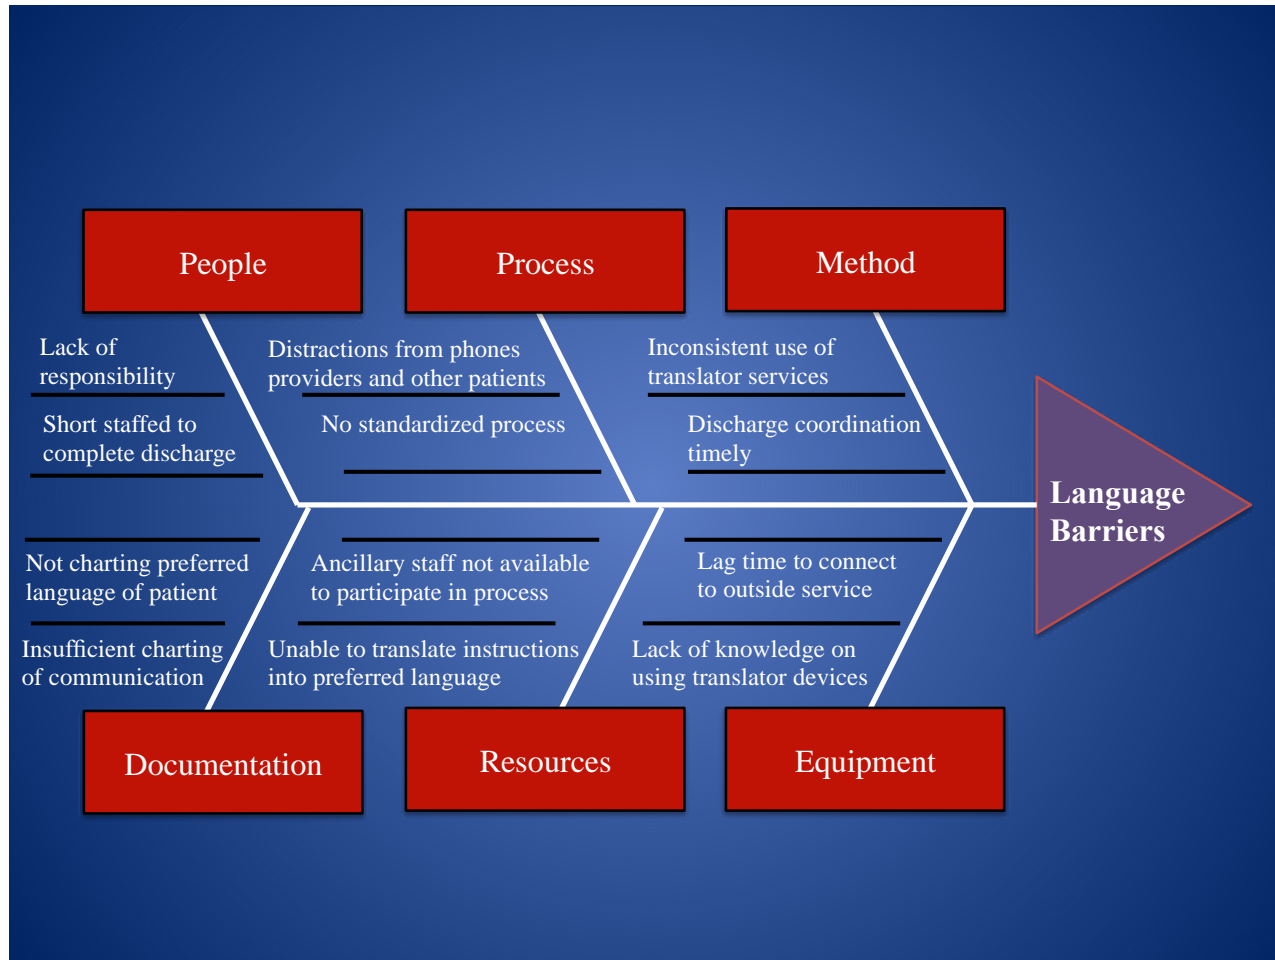 People
Process
Method
Lack of
responsibility
Distractions from phones
providers and other patients
Inconsistent use of
translator services
Short staffed to
complete discharge
No standardized process
Discharge coordination
timely
Language
Barriers
Not charting preferred
language of patient
Ancillary staff not available
to participate in process
Lag time to connect
to outside service
Insufficient charting
of communication
Unable to translate instructions
into preferred language
Lack of knowledge on
using translator devices
Documentation
Resources
Equipment